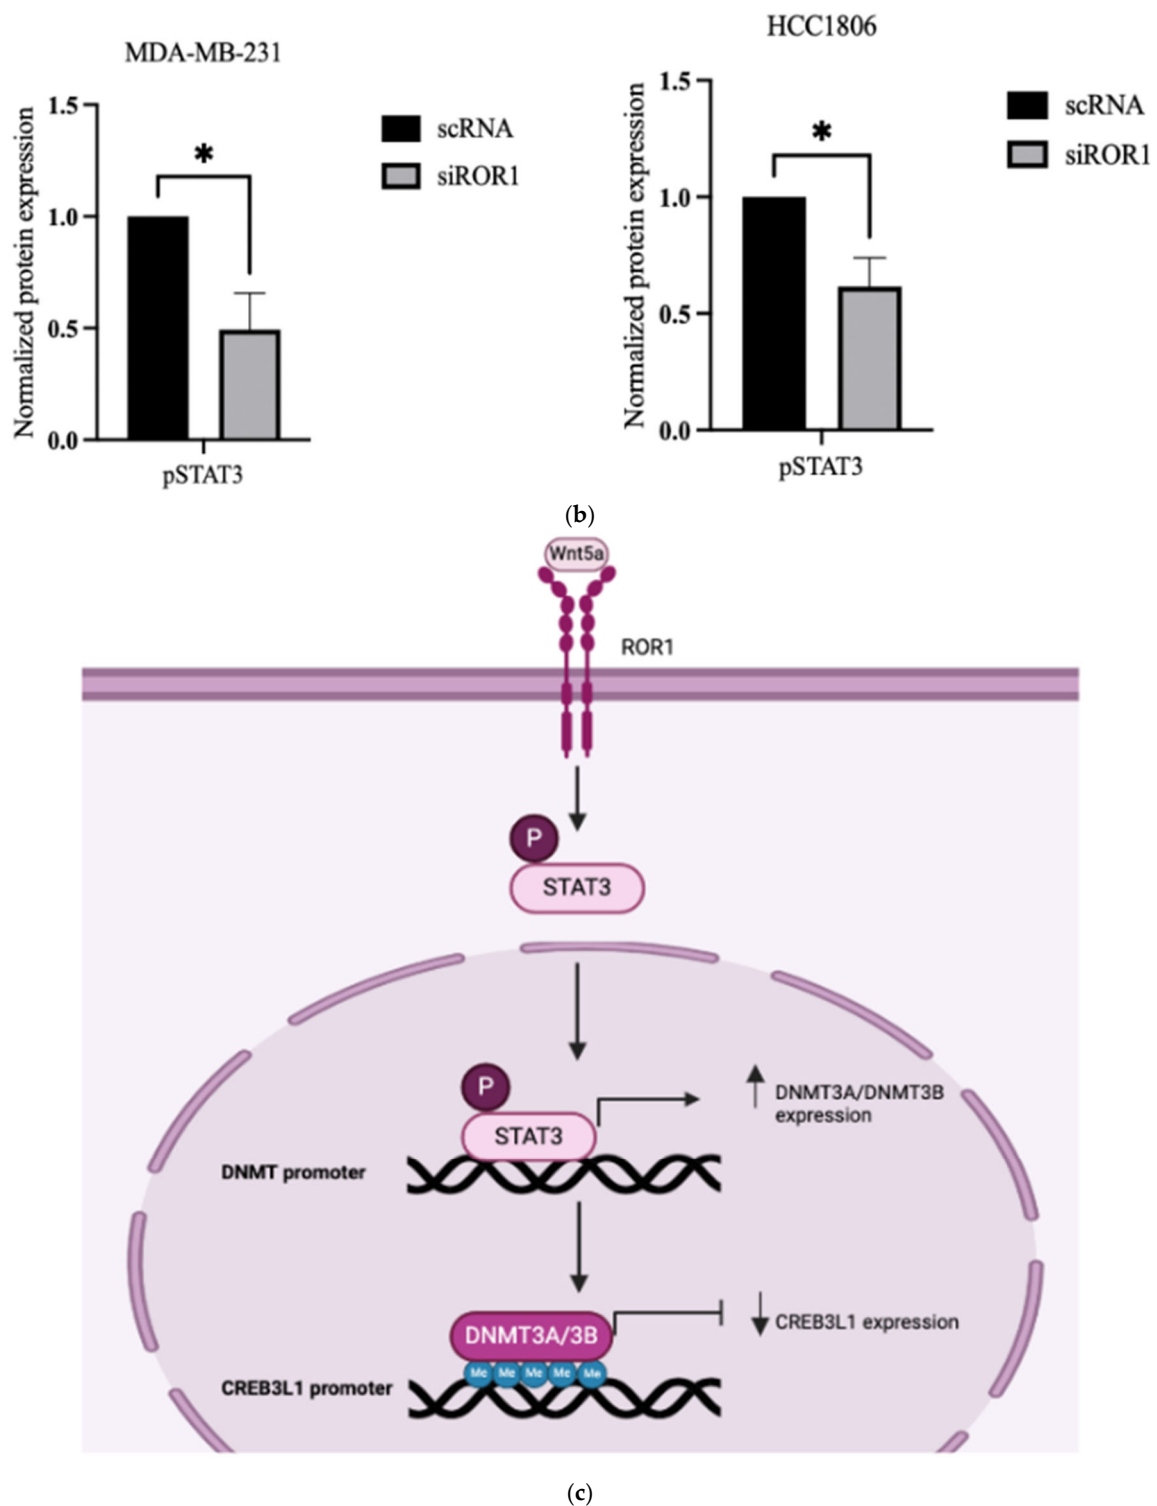 MDA-MB-231
HCC1806
Normalized protein expression
1.5
1.0
0.5
0.0
*
scRNA
siROR1
pSTAT3
Normalized protein expression
1.5
1.0
0.5
0.0
*
scRNA
siROR1
pSTAT3
(b)
Wnt5a
ROR1
P
STAT3
P
STAT3
DNMT3A/DNMT3B
expression
DNMT promoter
DNMT3A/3B
CREB3L1 expression
Me Me Me Me Me
CREB3L1 promoter
(c)